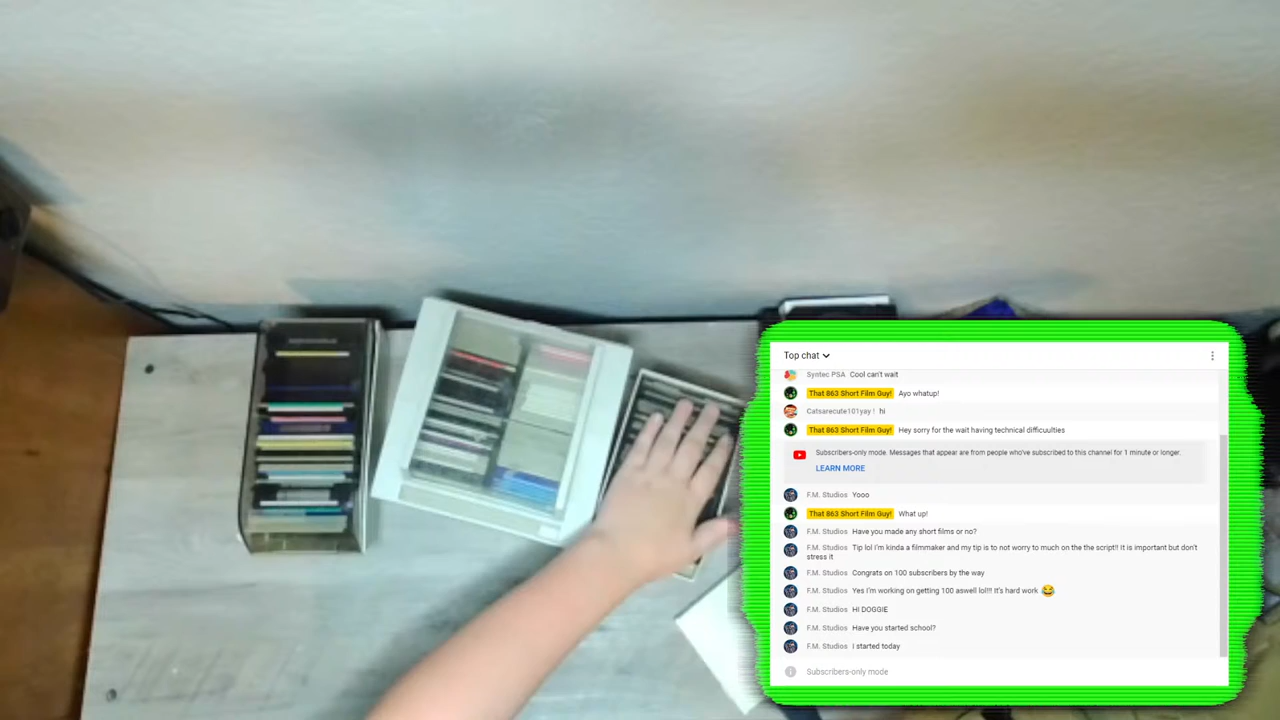 Top chat
Syntec PSA Cool can't wait
That 863 Short Film Guy! Ayo whatup!
Catsarecute101yay ! hi
That 863 Short Film Guy! Hey sorry for the wait having technical difficuulties
Subscribers-only mode. Messages that appear are from people who've subscribed to this channel for 1 minute or longer.
LEARN MORE
F.M. Studios Yooo
That 863 Short Film Guy! What up!
F.M. Studios Have you made any short films or no?
F.M. Studios Tip lol I'm kinda a filmmaker and my tip is to not worry to much on the the script!! It is important but don't
stress it
F.M. Studios Congrats on 100 subscribers by the way
F.M. Studios Yes I'm working on getting 100 aswell lol!!! It's hard work 😂
F.M. Studios HI DOGGIE
F.M. Studios Have you started school?
F.M. Studios I started today
Subscribers-only mode